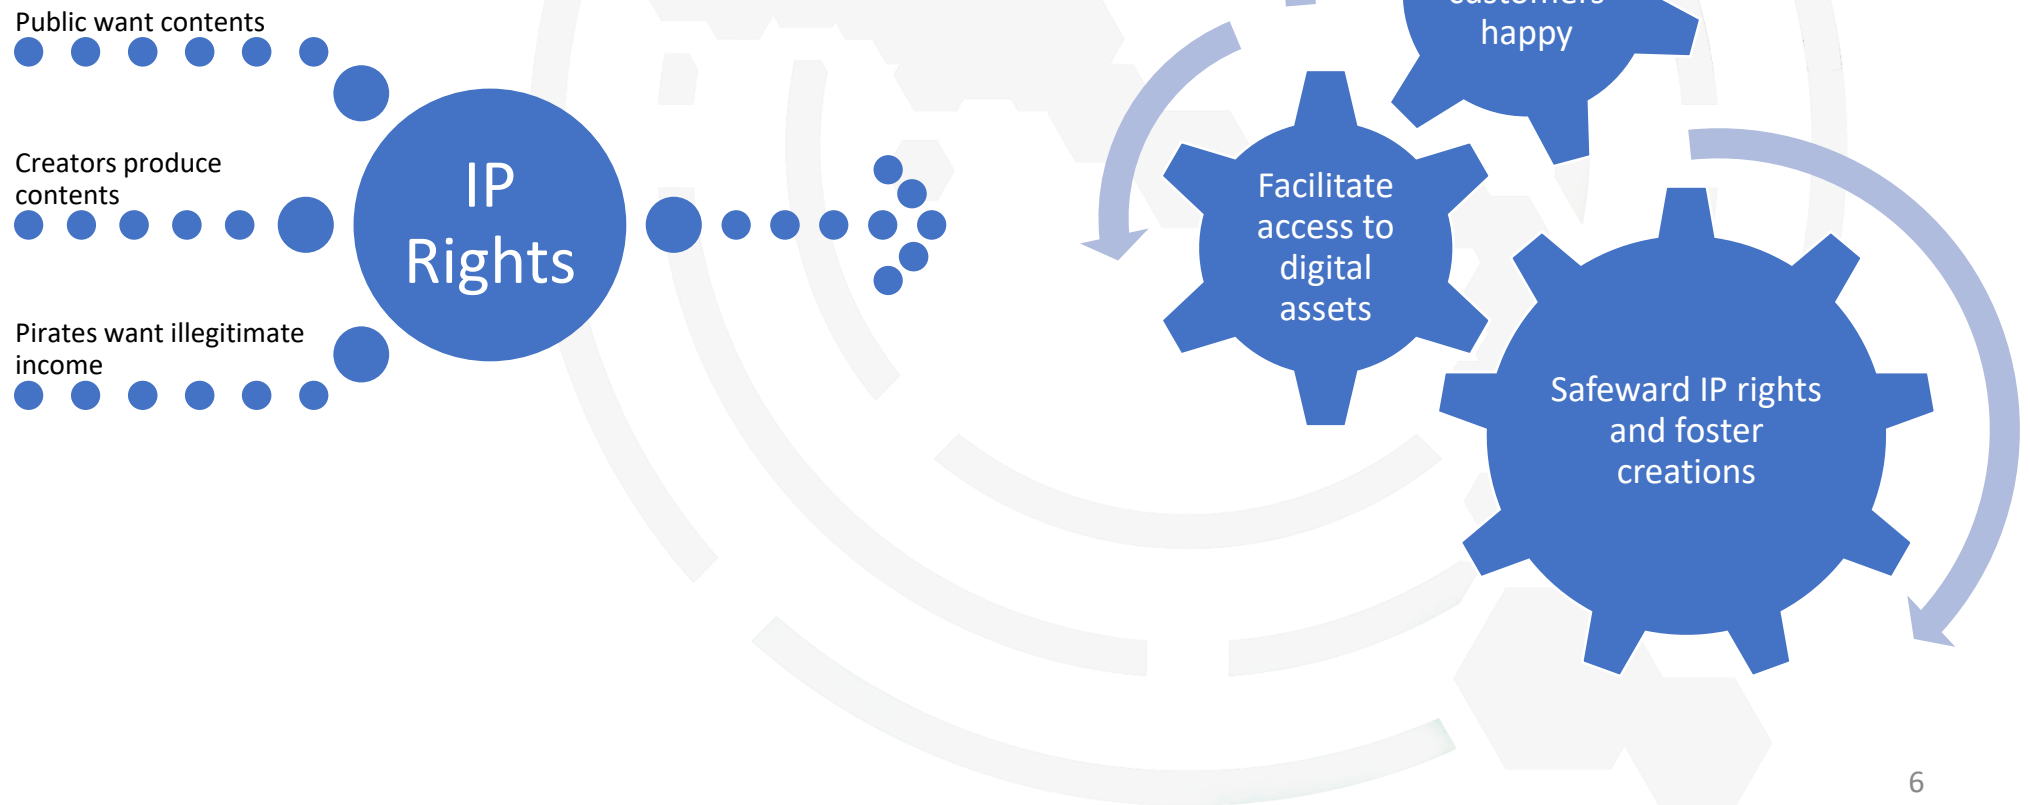 Public want contents
Creators produce
contents
Pirates want illegitimate
income
IP
Rights
customers
happy
Facilitate
access to
digital
assets
Safeward IP rights
and foster
creations
6